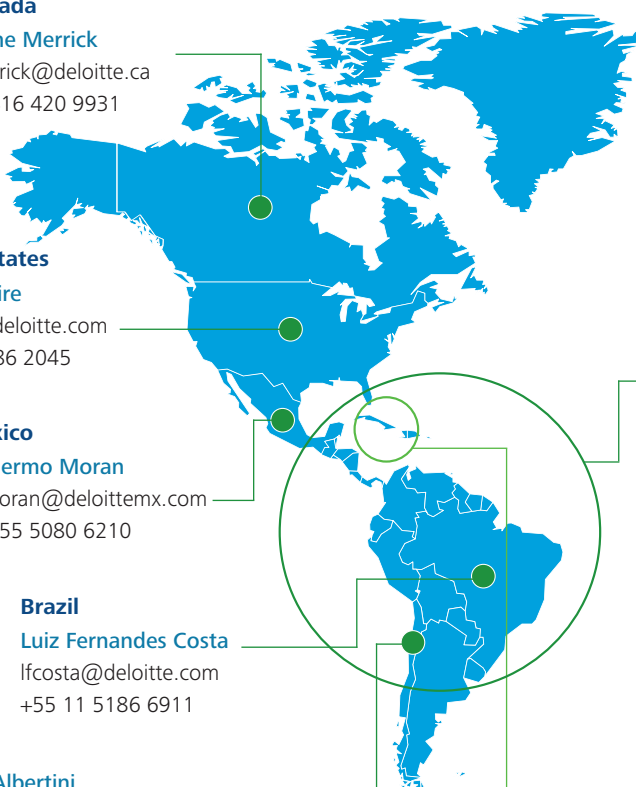 ada
ne Merrick
rick@deloitte.ca
16 420 9931
tates
ire
deloitte.com
86 2045
xico
ermo Moran
oran@deloittemx.com
55 5080 6210
Brazil
Luiz Fernandes Costa
lfcosta@deloitte.com
+55 11 5186 6911
Albertini